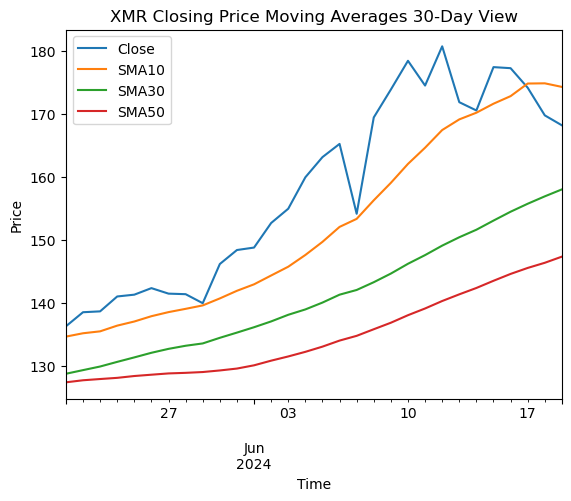 XMR Closing Price Moving Averages 30-Day View
Close
SMA10
SMA30
SMA50
Price
180
170
160
150
140
130
27
03
10
17
Jun
2024
Time